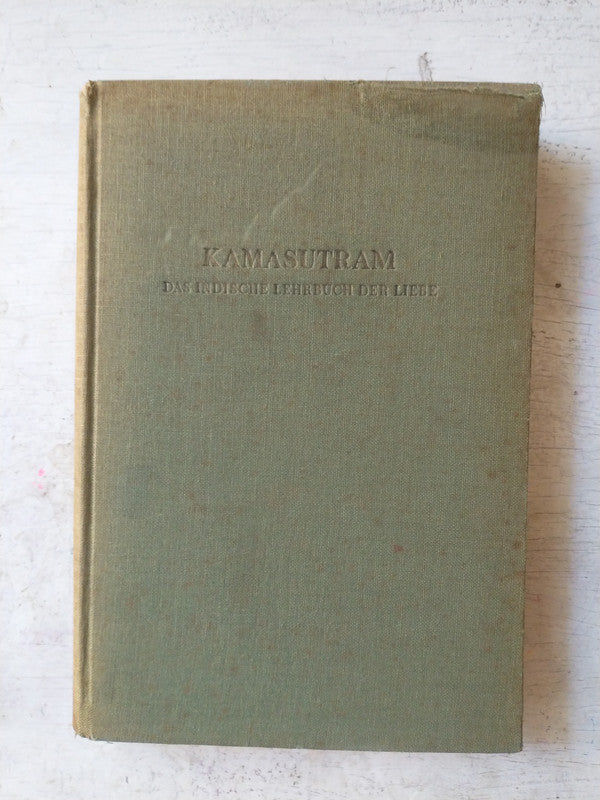 KAMASUTRAM
DAS INDISCHE LEHRBUCH DER LIEBE